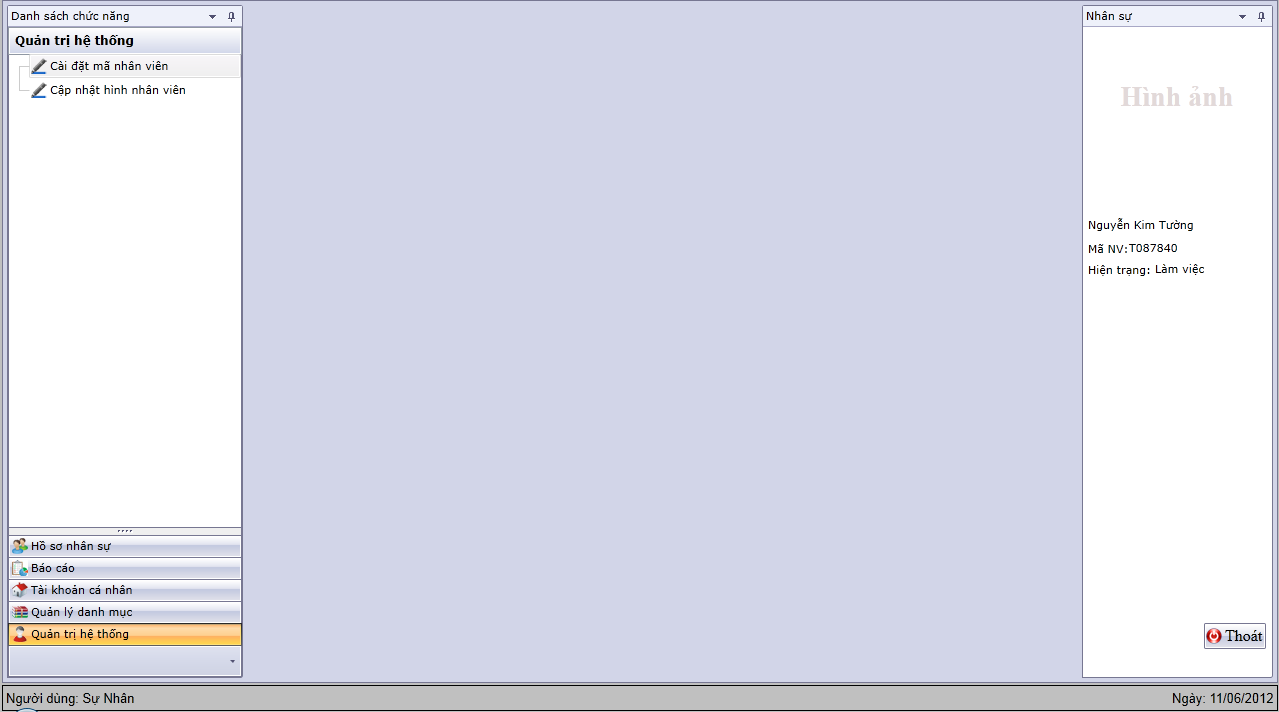 Danh sách chức năng
Quản trị hệ thống
Cài đặt mã nhân viên
Cập nhật hình nhân viên
Hồ sơ nhân sự
Báo cáo
Tài khoản cá nhân
Quản lý danh mục
Quản trị hệ thống
Nhân sự
Hình ảnh
Nguyễn Kim Tường
Mã NV:T087840
Hiện trạng: Làm việc
Thoát
Người dùng: Sự Nhân
Ngày: 11/06/2012